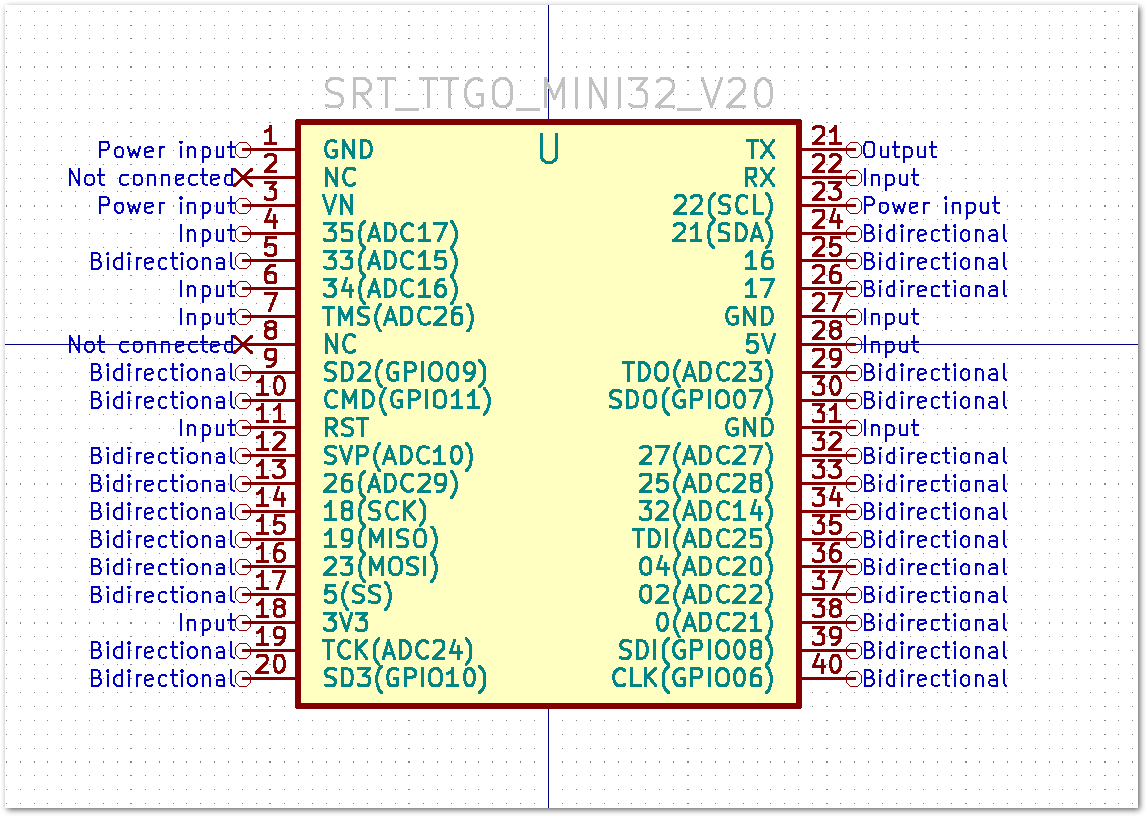 SRT_TTGO_MINI32_V20
U
Power input 1 GND TX 21 Output
Not connected 2 NC RX 22 Input
Power input 3 VN 22(SCL) 23 Power input
Input 4 35(ADC17) 21(SDA) 24 Bidirectional
Bidirectional 5 33(ADC15) 16 25 Bidirectional
Input 6 34(ADC16) 17 26 Bidirectional
Input 7 TMS(ADC26) GND 27 Input
Not connected 8 NC 5V 28 Input
Bidirectional 9 SD2(GPIO09) TDO(ADC23) 29 Bidirectional
Bidirectional 10 CMD(GPIO11) SDO(GPIO07) 30 Bidirectional
Input 11 RST GND 31 Input
Bidirectional 12 SVP(ADC10) 27(ADC27) 32 Bidirectional
Bidirectional 13 26(ADC29) 25(ADC28) 33 Bidirectional
Bidirectional 14 18(SCK) 32(ADC14) 34 Bidirectional
Bidirectional 15 19(MISO) TDI(ADC25) 35 Bidirectional
Bidirectional 16 23(MOSI) 04(ADC20) 36 Bidirectional
Bidirectional 17 5(SS) 02(ADC22) 37 Bidirectional
Input 18 3V3 0(ADC21) 38 Bidirectional
Bidirectional 19 TCK(ADC24) SDI(GPIO08) 39 Bidirectional
Bidirectional 20 SD3(GPIO10) CLK(GPIO06) 40 Bidirectional